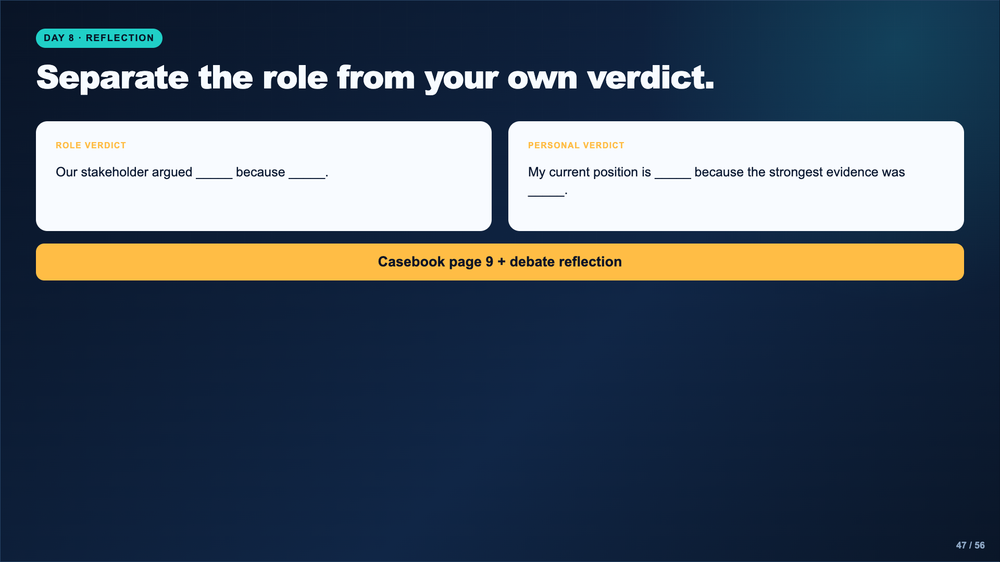 DAY 8 · REFLECTION
Separate the role from your own verdict.
ROLE VERDICT
Our stakeholder argued _____ because _____.
PERSONAL VERDICT
My current position is _____ because the strongest evidence was
_____.
Casebook page 9 + debate reflection
47 / 56